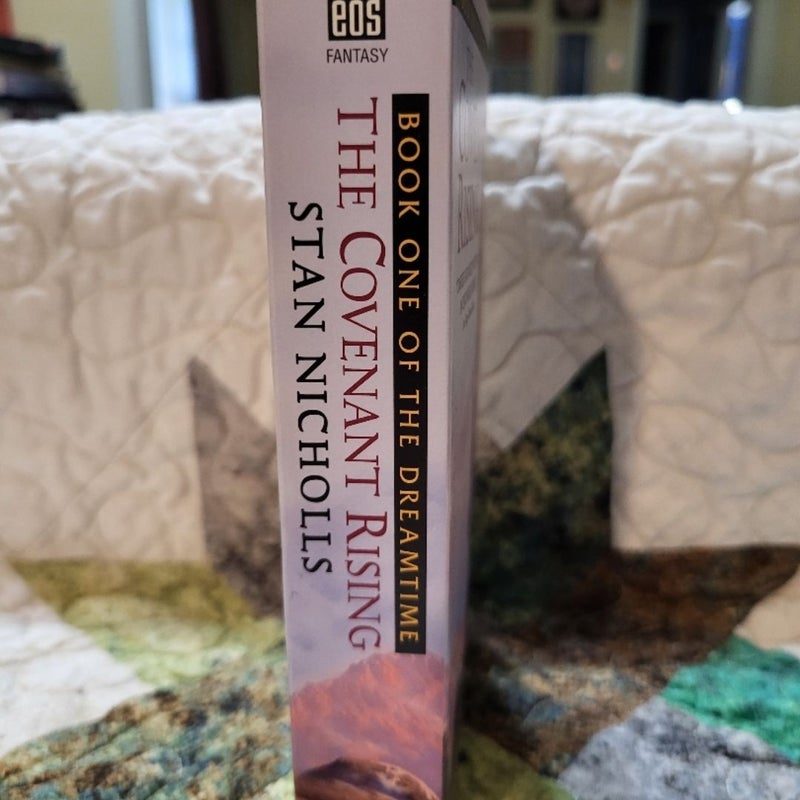 eos
FANTASY
BOOK ONE OF THE DREAMTIME
THE COVENANT RISING
STAN NICHOLLS